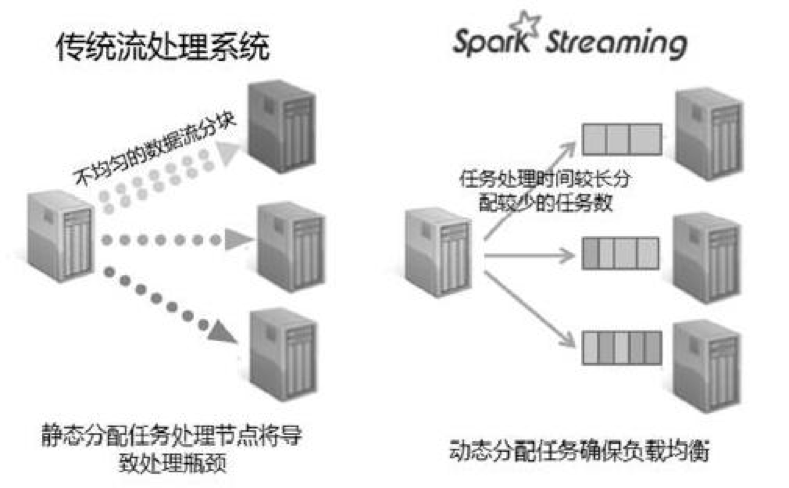 传统流处理系统
Spark Streaming
不均匀的数据流分块
任务处理时间较长分
配较少的任务数
静态分配任务处理节点将导
致处理瓶颈
动态分配任务确保负载均衡